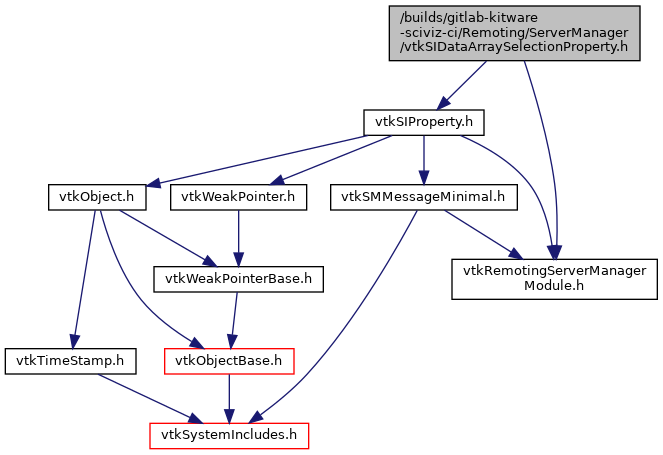 /builds/gitlab-kitware
-sciviz-ci/Remoting/ServerManager
/vtkSIDataArraySelectionProperty.h
vtkSIProperty.h
vtkObject.h
vtkWeakPointer.h
vtkSMMessageMinimal.h
vtkWeakPointerBase.h
vtkRemotingServerManager
Module.h
vtkTimeStamp.h
vtkObjectBase.h
vtkSystemIncludes.h